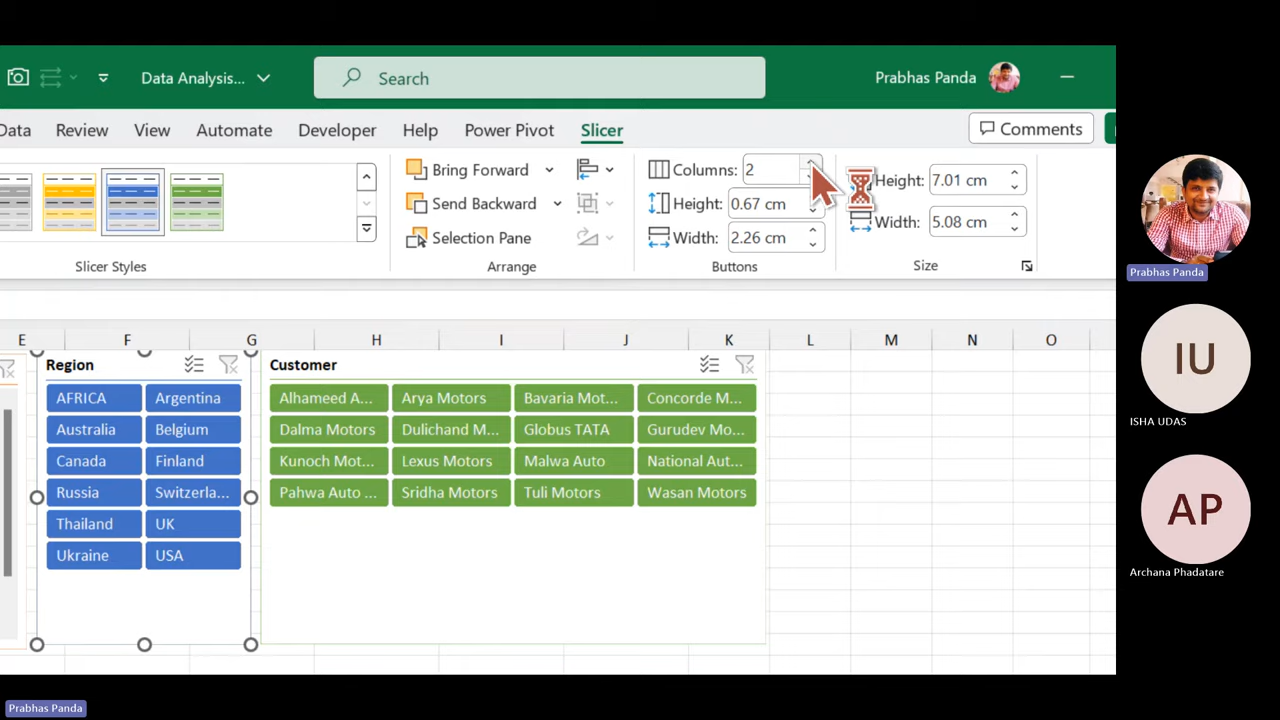 Data Analysis...
Search
Prabhas Panda
Data Review View Automate Developer Help Power Pivot Slicer
Comments
Bring Forward
Send Backward
Selection Pane
Columns: 2
Height: 0.67 cm
Width: 2.26 cm
Height: 7.01 cm
Width: 5.08 cm
Slicer Styles
Arrange
Buttons
Size
E F G H I J K L M N O
Region
AFRICA Argentina
Australia Belgium
Canada Finland
Russia Switzerla...
Thailand UK
Ukraine USA
Customer
Alhameed A... Arya Motors Bavaria Mot... Concorde M...
Dalma Motors Dulichand M... Globus TATA Gurudev Mo...
Kunoch Mot... Lexus Motors Malwa Auto National Aut...
Pahwa Auto ... Sridha Motors Tuli Motors Wasan Motors
Prabhas Panda
IU
ISHA UDAS
AP
Archana Phadatare
Prabhas Panda